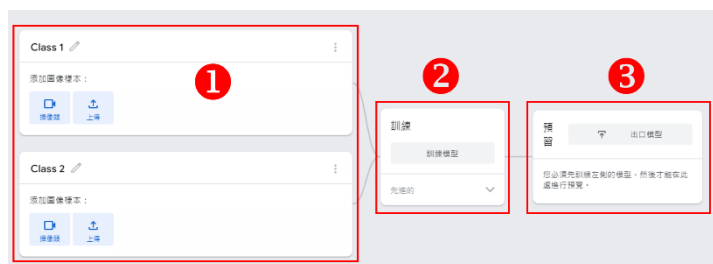 Class 1
添加圖像樣本：
攝像頭
上傳
1
Class 2
添加圖像樣本：
攝像頭
上傳
2
訓練
訓練模型
先進的
3
預習
出口模型
您必須先訓練左側的模型，然後才能在此
處進行預覽。